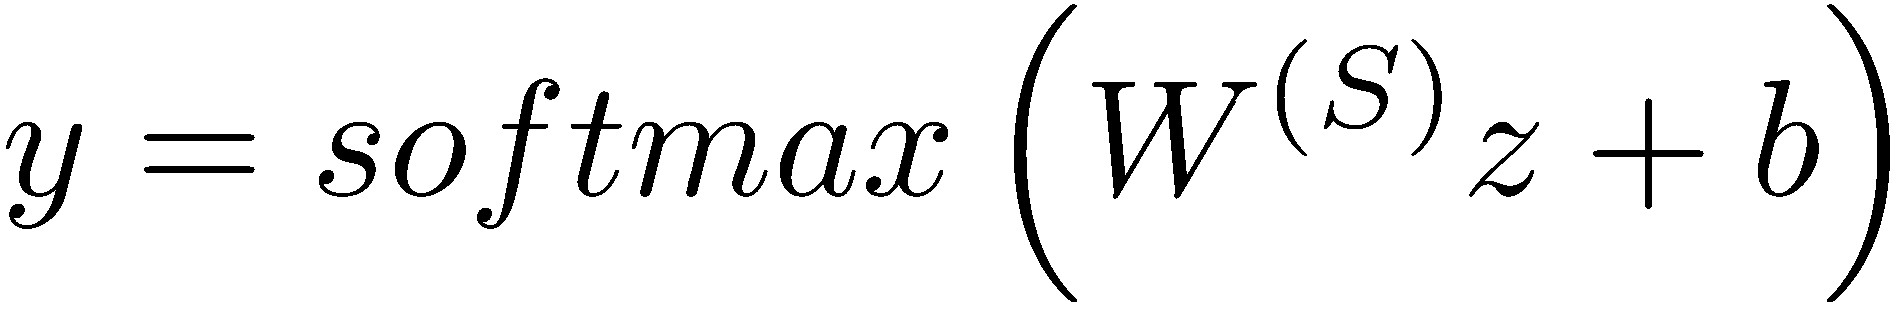 y = softmax(W^{(S)}z + b)